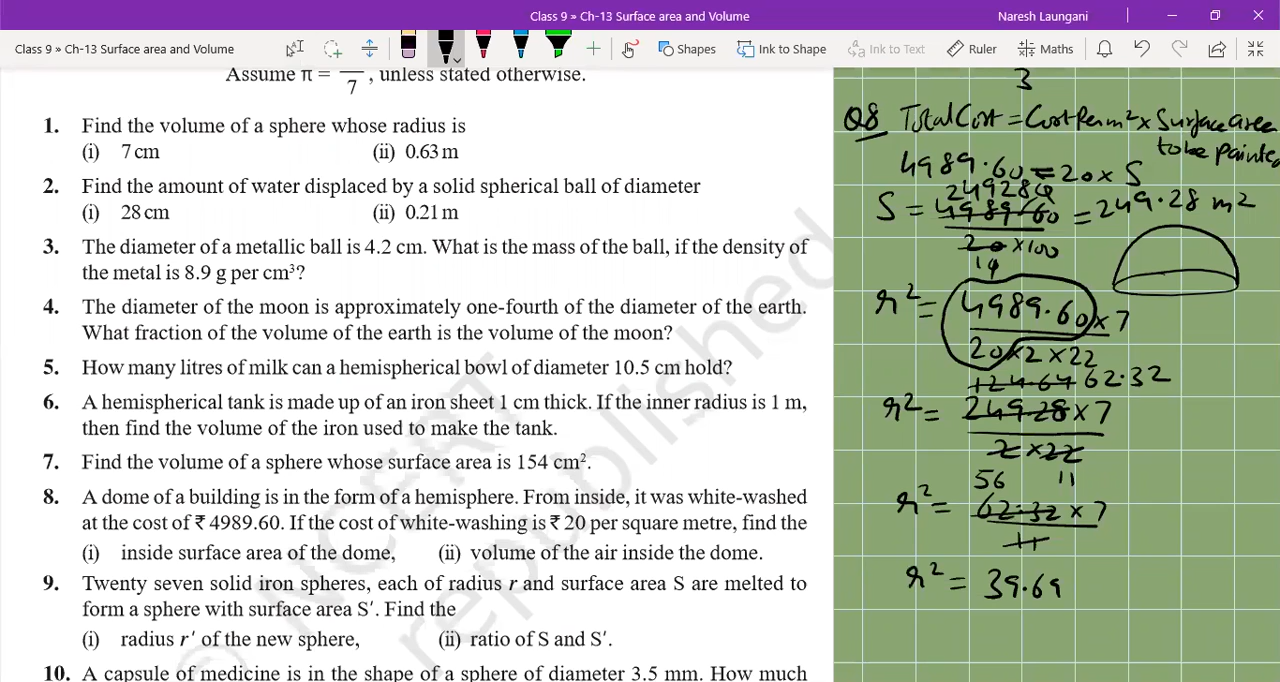 Class 9 » Ch-13 Surface area and Volume
Naresh Laungani
Class 9 » Ch-13 Surface area and Volume
Shapes
Ink to Shape
Ink to Text
Ruler
Maths
Assume π = —/7, unless stated otherwise.
1. Find the volume of a sphere whose radius is
(i) 7 cm (ii) 0.63 m
2. Find the amount of water displaced by a solid spherical ball of diameter
(i) 28 cm (ii) 0.21 m
3. The diameter of a metallic ball is 4.2 cm. What is the mass of the ball, if the density of
the metal is 8.9 g per cm³?
4. The diameter of the moon is approximately one-fourth of the diameter of the earth.
What fraction of the volume of the earth is the volume of the moon?
5. How many litres of milk can a hemispherical bowl of diameter 10.5 cm hold?
6. A hemispherical tank is made up of an iron sheet 1 cm thick. If the inner radius is 1 m,
then find the volume of the iron used to make the tank.
7. Find the volume of a sphere whose surface area is 154 cm².
8. A dome of a building is in the form of a hemisphere. From inside, it was white-washed
at the cost of ₹ 4989.60. If the cost of white-washing is ₹ 20 per square metre, find the
(i) inside surface area of the dome, (ii) volume of the air inside the dome.
9. Twenty seven solid iron spheres, each of radius r and surface area S are melted to
form a sphere with surface area S′. Find the
(i) radius r′ of the new sphere, (ii) ratio of S and S′.
10. A capsule of medicine is in the shape of a sphere of diameter 3.5 mm. How much
© NCERT
republished
3
Q8 Total Cost = Cost Per m² × Surface area
to be painted
4989.60 = 20 × S
249280
S = 498960 = 249.28 m²
20 × 100
r² = 4989.60 × 7
20 × 2 × 22
124.64 62.32
r² = 249.28 × 7
2 × 22
56 11
r² = 62.32 × 7
11
r² = 39.69